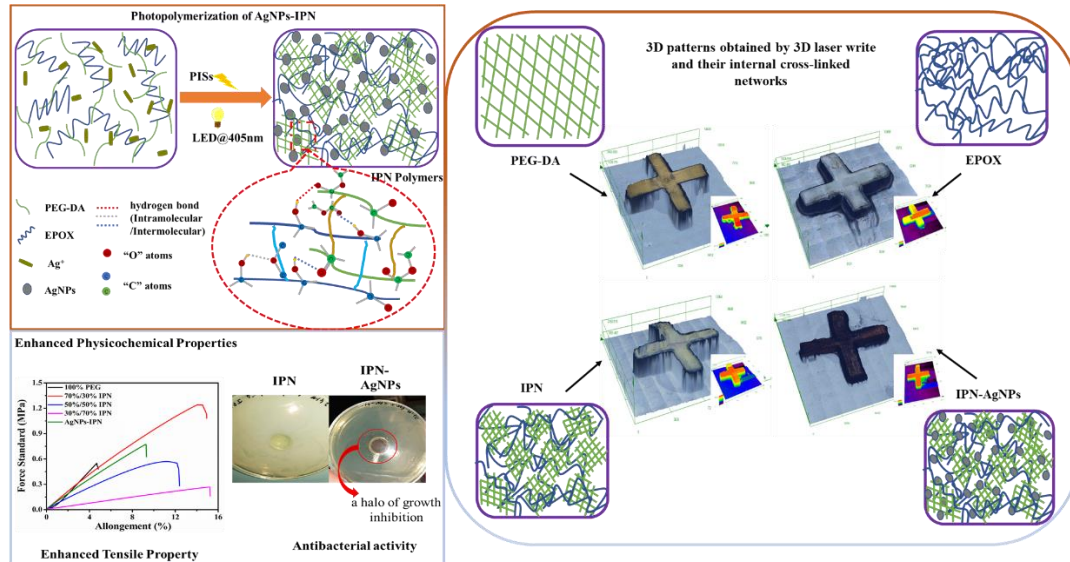 Photopolymerization of AgNPs-IPN
PISs
LED@405nm
IPN Polymers
PEG-DA
EPOX
Ag⁺
AgNPs
hydrogen bond
(Intramolecular
/Intermolecular)
“O” atoms
“C” atoms
Enhanced Physicochemical Properties
Force Standard (MPa)
1.5
1.2
0.9
0.6
0.3
0.0
100% PEG
70%/30% IPN
50%/50% IPN
30%/70% IPN
AgNPs-IPN
0
4
8
12
16
Allongement (%)
Enhanced Tensile Property
IPN
IPN-
AgNPs
a halo of growth
inhibition
Antibacterial activity
3D patterns obtained by 3D laser write
and their internal cross-linked
networks
PEG-DA
EPOX
IPN
IPN-AgNPs